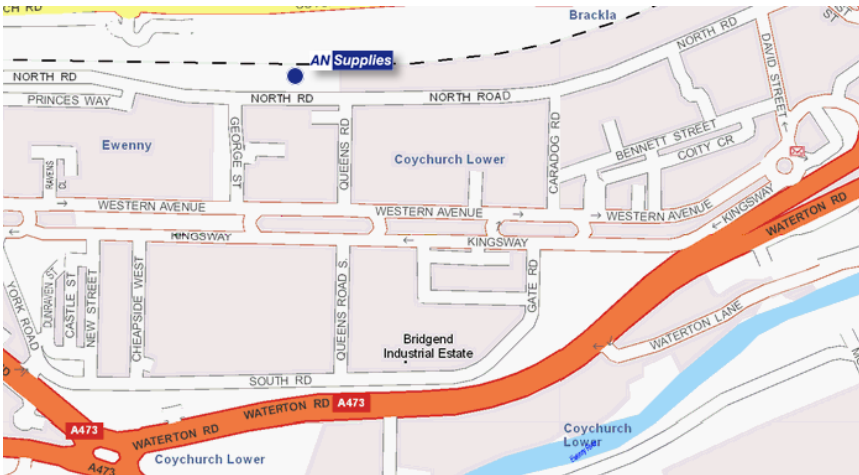 CH RD
Brackla
ST
AN Supplies
NORTH RD
DAVID STREET
NORTH RD
PRINCES WAY
NORTH RD
NORTH ROAD
GEORGE ST
QUEENS RD
CARADOG RD
BENNETT STREET
COITY CR
Ewenny
Coychurch Lower
RAVENS CL
WESTERN AVENUE
WESTERN AVENUE
WESTERN AVENUE
KINGSWAY
WATERTON RD
KINGSWAY
KINGSWAY
DUNRAVEN ST
CASTLE ST
NEW STREET
CHEAPSIDE WEST
QUEENS ROAD S.
GATE RD
YORK ROAD
WATERTON LANE
Bridgend
Industrial Estate
SOUTH RD
WATERTON RD
A473
A473
WATERTON RD
Coychurch
Lower
Coychurch Lower
A473